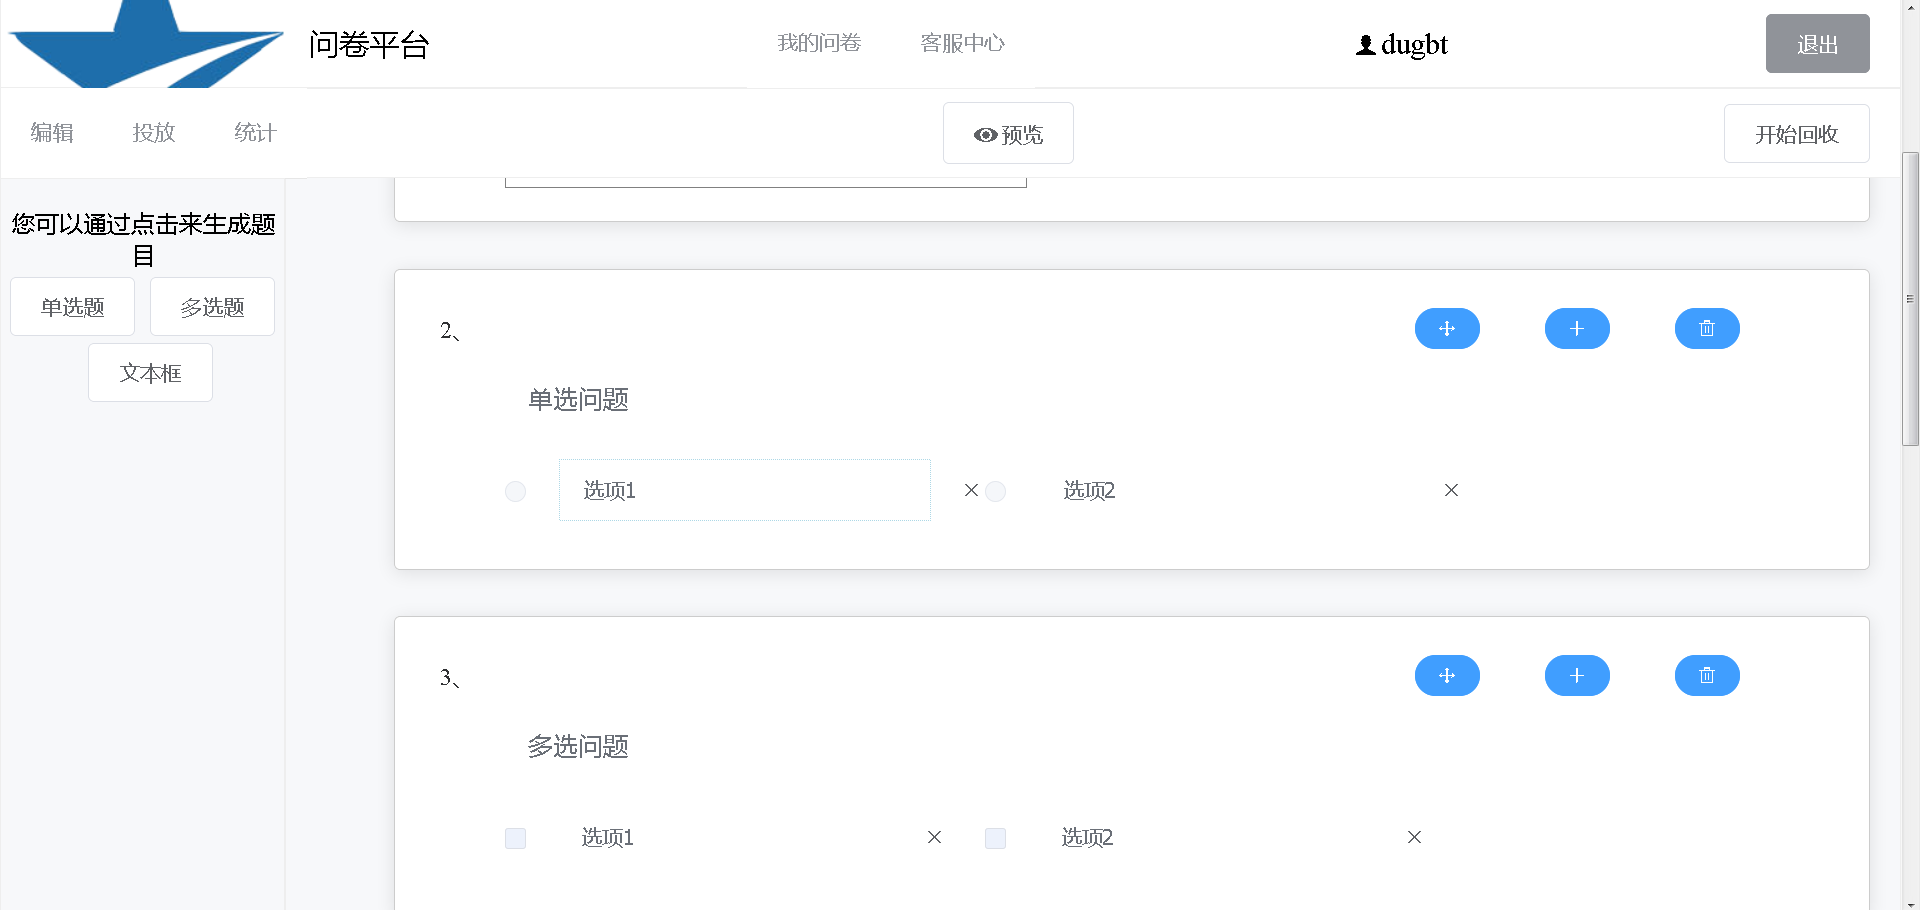 问卷平台
我的问卷
客服中心
dugbt
退出
编辑
投放
统计
预览
开始回收
您可以通过点击来生成题
目
单选题
多选题
文本框
2、
单选问题
选项1
选项2
3、
多选问题
选项1
选项2